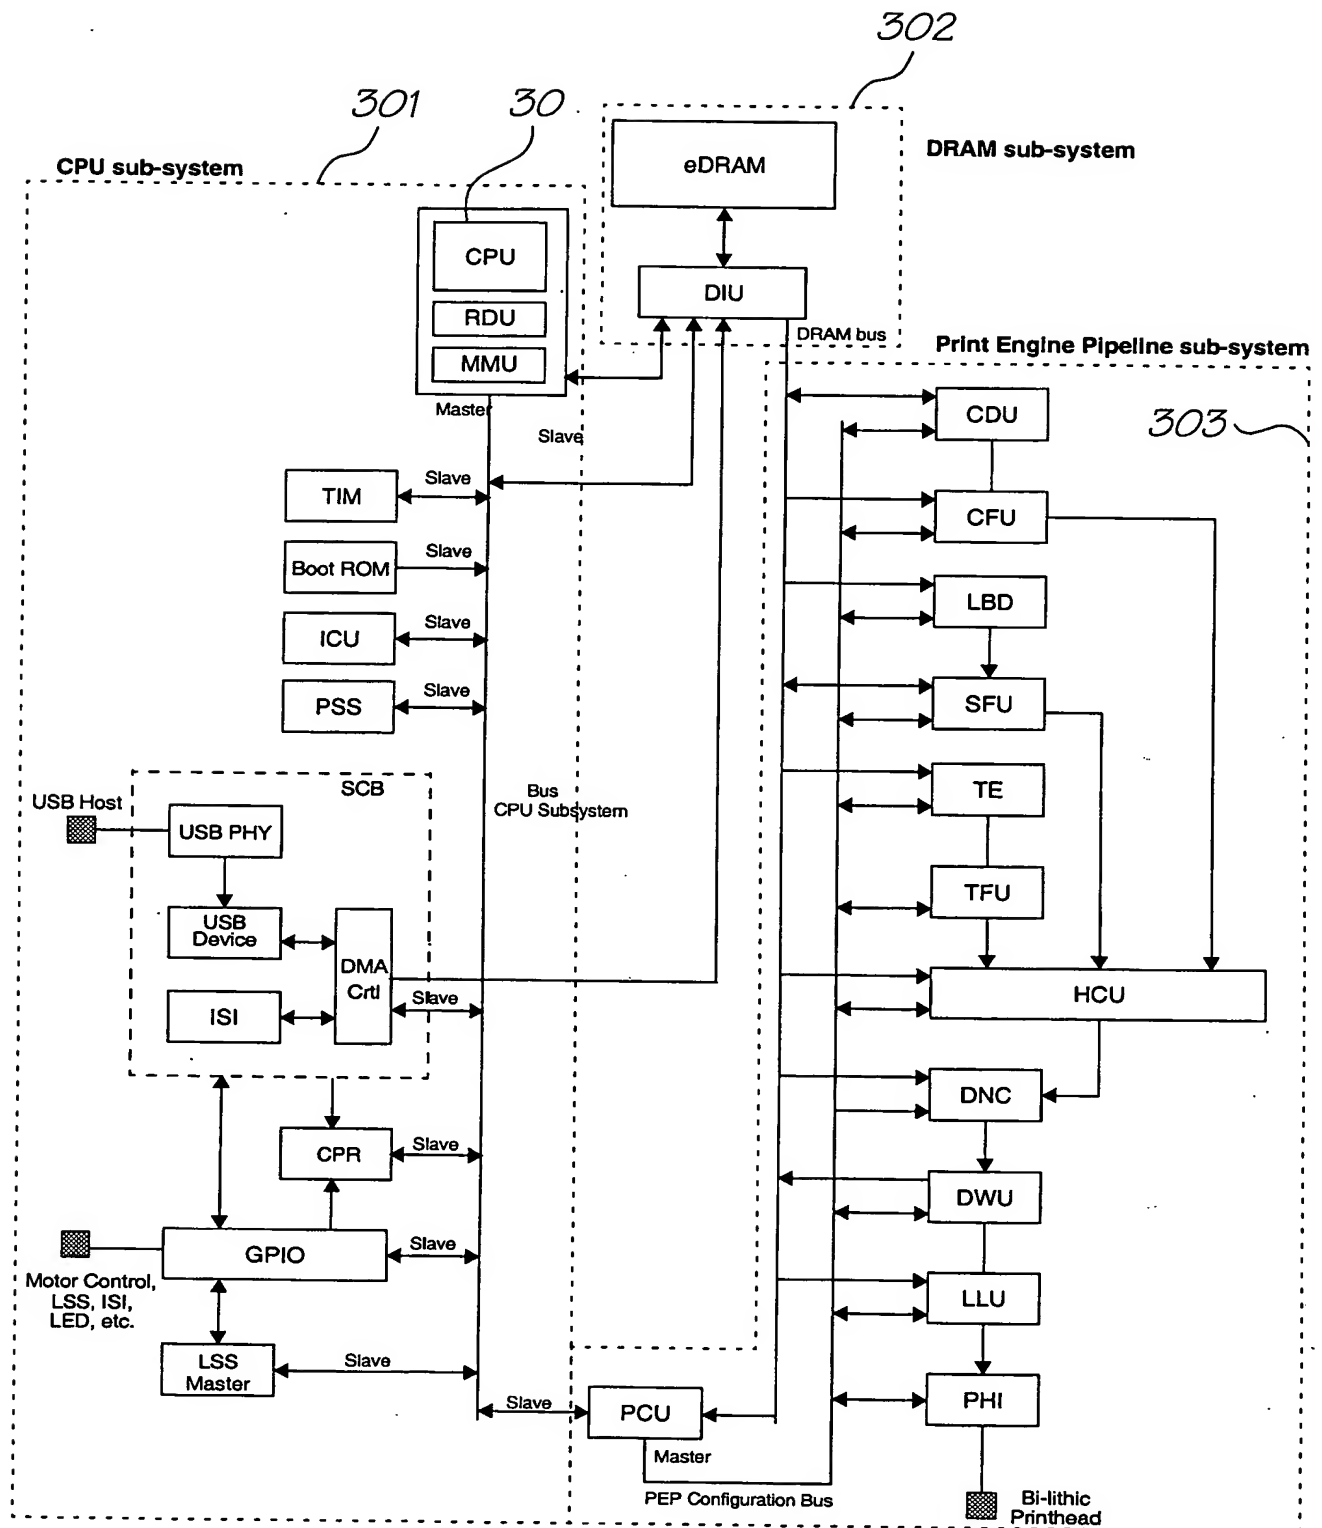 302
301
30
CPU sub-system
DRAM sub-system
eDRAM
CPU
DIU
RDU
DRAM bus
MMU
Print Engine Pipeline sub-system
Master
CDU
303
Slave
Slave
TIM
CFU
Slave
Boot ROM
LBD
Slave
ICU
Slave
PSS
SFU
SCB
Bus
CPU Subsystem
TE
USB Host
USB PHY
TFU
USB
Device
DMA
Crtl
HCU
Slave
ISI
DNC
Slave
CPR
DWU
Slave
GPIO
Motor Control,
LSS, ISI,
LED, etc.
LLU
Slave
LSS
Master
Slave
PCU
PHI
Master
PEP Configuration Bus
Bi-lithic
Printhead